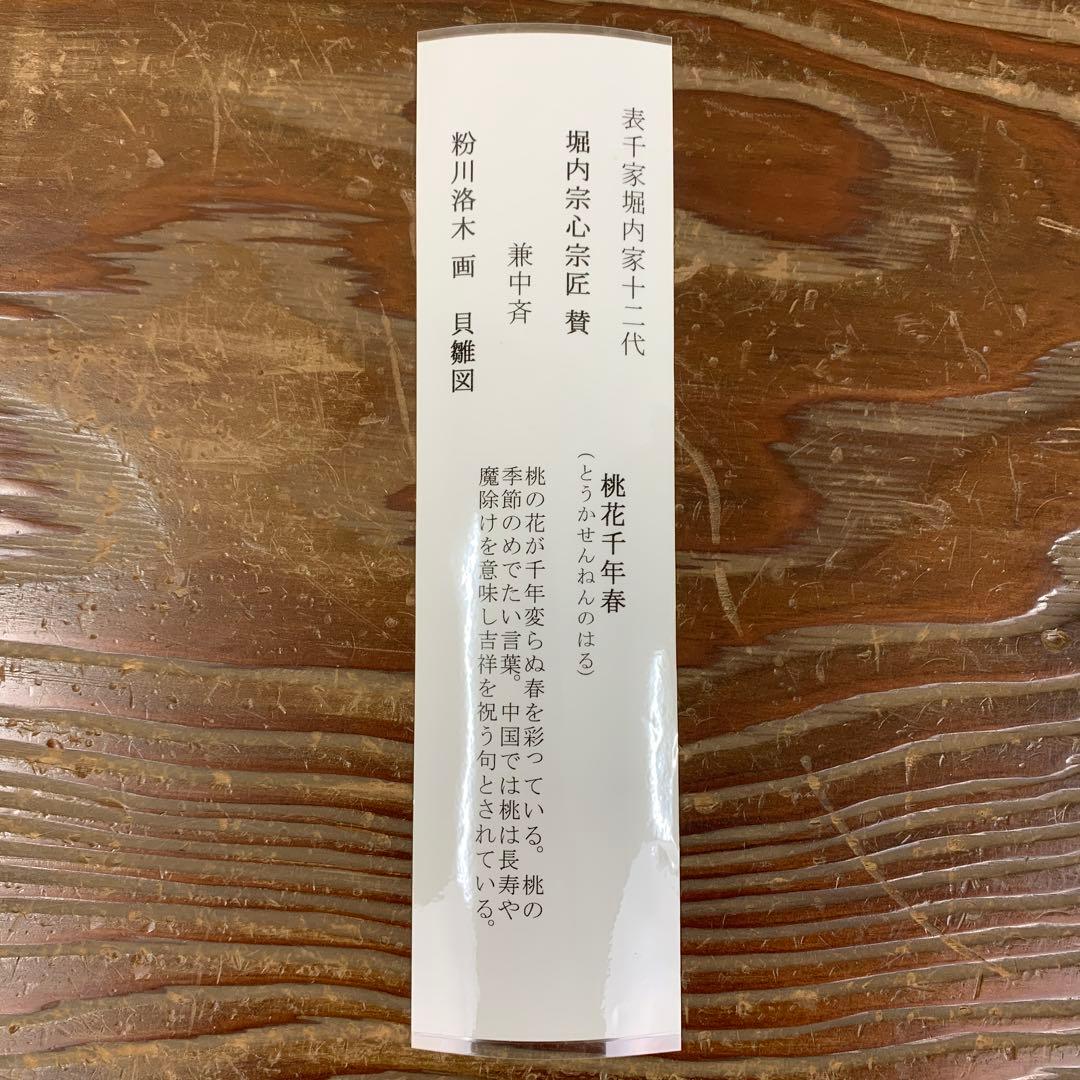 表千家堀内家十二代
堀内宗心宗匠 賛
兼中斉
粉川洛木 画 貝雛図
桃花千年春
(とうかせんねんのはる)
桃の花が千年変らぬ春を彩っている。桃の
季節のめでたい言葉。中国では桃は長寿や
魔除けを意味し吉祥を祝う句とされている。